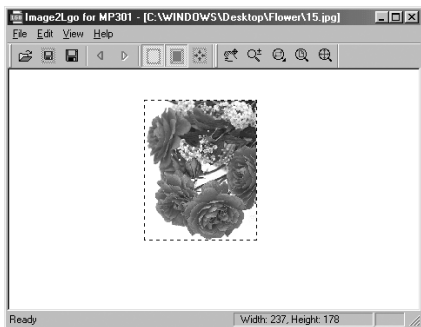 Image2Lgo for MP301 - [C:\WINDOWS\Desktop\Flower\15.jpg]
File Edit View Help
Ready Width: 237, Height: 178